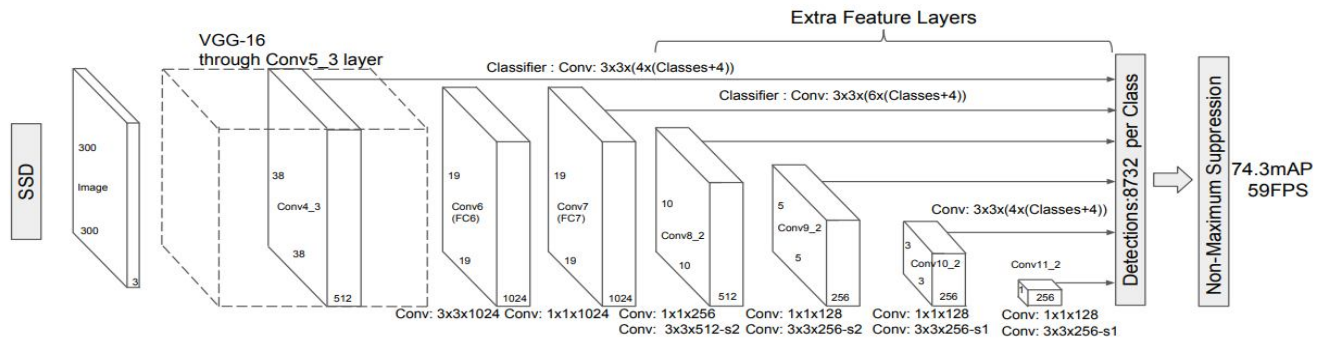 Extra Feature Layers
VGG-16
through Conv5_3 layer
Classifier : Conv: 3x3x(4x(Classes+4))
Classifier : Conv: 3x3x(6x(Classes+4))
SSD
300
Image
300
3
38
Conv4_3
38
512
19
Conv6
(FC6)
19
1024
19
Conv7
(FC7)
19
1024
10
Conv8_2
10
512
5
Conv9_2
5
256
Conv: 3x3x(4x(Classes+4))
3
Conv10_2
3
256
Conv11_2
1
256
Detections:8732 per Class
Non-Maximum Suppression
74.3mAP
59FPS
Conv: 3x3x1024
Conv: 1x1x1024
Conv: 1x1x256
Conv: 3x3x512-s2
Conv: 1x1x128
Conv: 3x3x256-s2
Conv: 1x1x128
Conv: 3x3x256-s1
Conv: 1x1x128
Conv: 3x3x256-s1